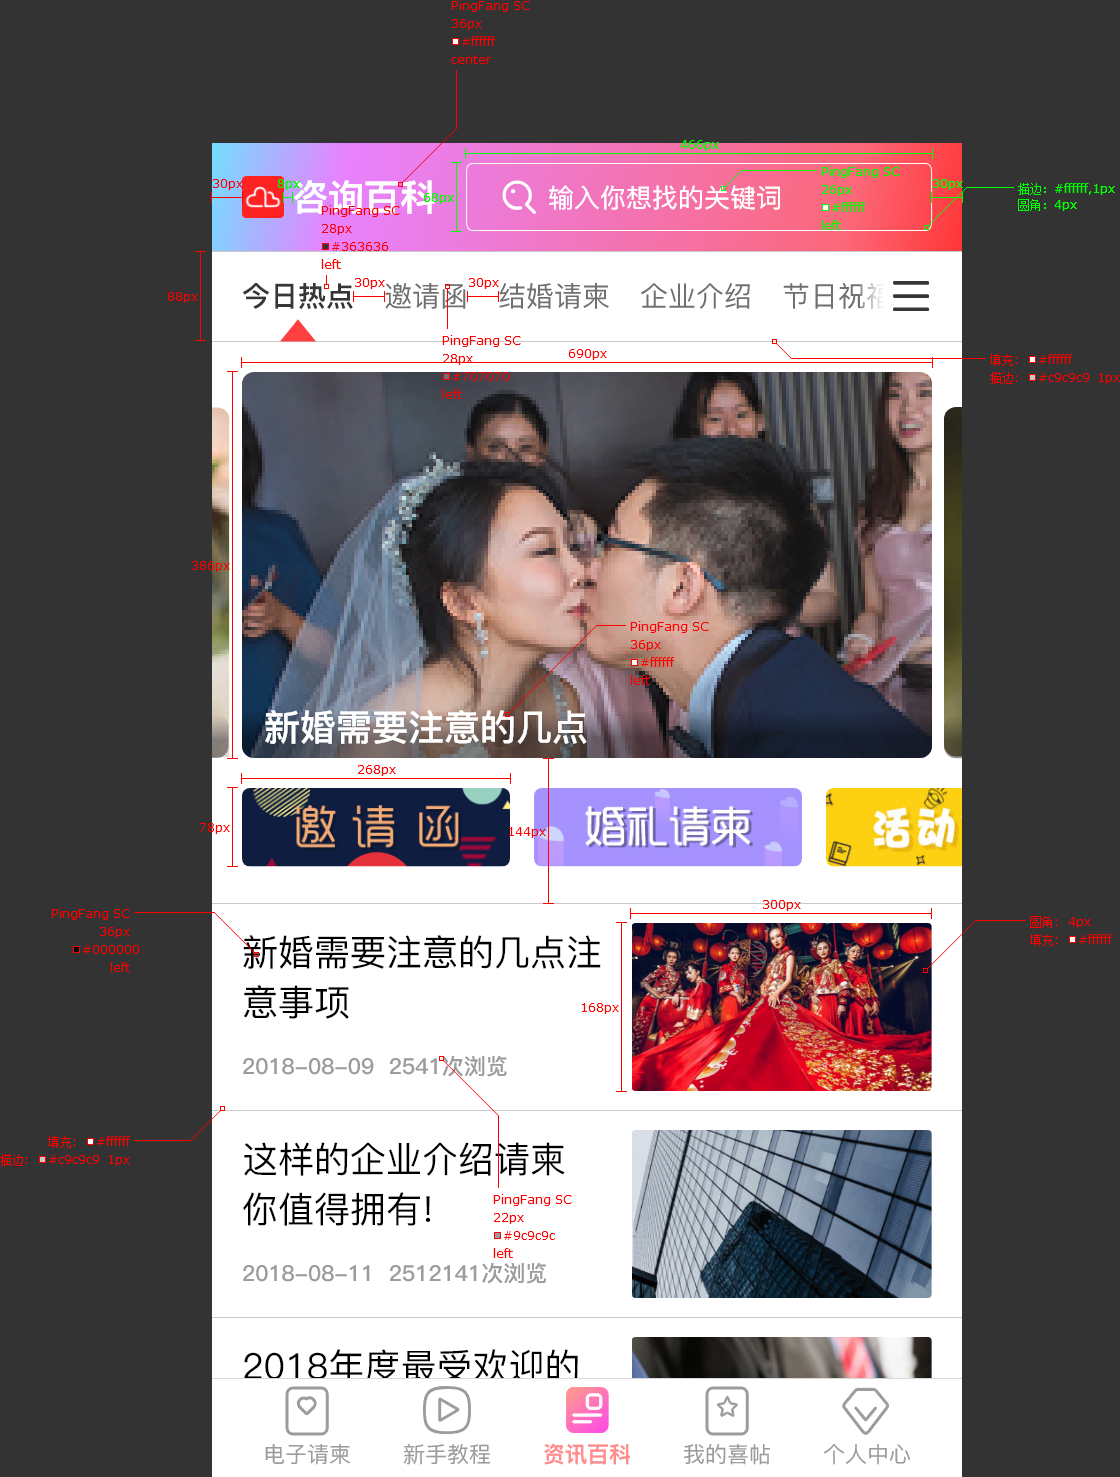 PingFang SC
36px
#ffffff
center
466px
30px
8px
咨询百科
68px
输入你想找的关键词
PingFang SC
26px
#ffffff
left
30px
描边: #ffffff,1px
圆角: 4px
PingFang SC
28px
#363636
left
88px
今日热点
30px
邀请函
30px
结婚请柬
企业介绍
节日祝福
PingFang SC
28px
#707070
left
690px
填充: #ffffff
描边: #c9c9c9 1px
386px
PingFang SC
36px
#ffffff
left
新婚需要注意的几点
268px
78px
邀请函
144px
婚礼请柬
活动
PingFang SC
36px
#000000
left
新婚需要注意的几点注
意事项
2018-08-09 2541次浏览
300px
168px
圆角: 4px
填充: #ffffff
填充: #ffffff
描边: #c9c9c9 1px
这样的企业介绍请柬
你值得拥有!
PingFang SC
22px
#9c9c9c
left
2018-08-11 2512141次浏览
2018年度最受欢迎的
电子请柬
新手教程
资讯百科
我的喜帖
个人中心